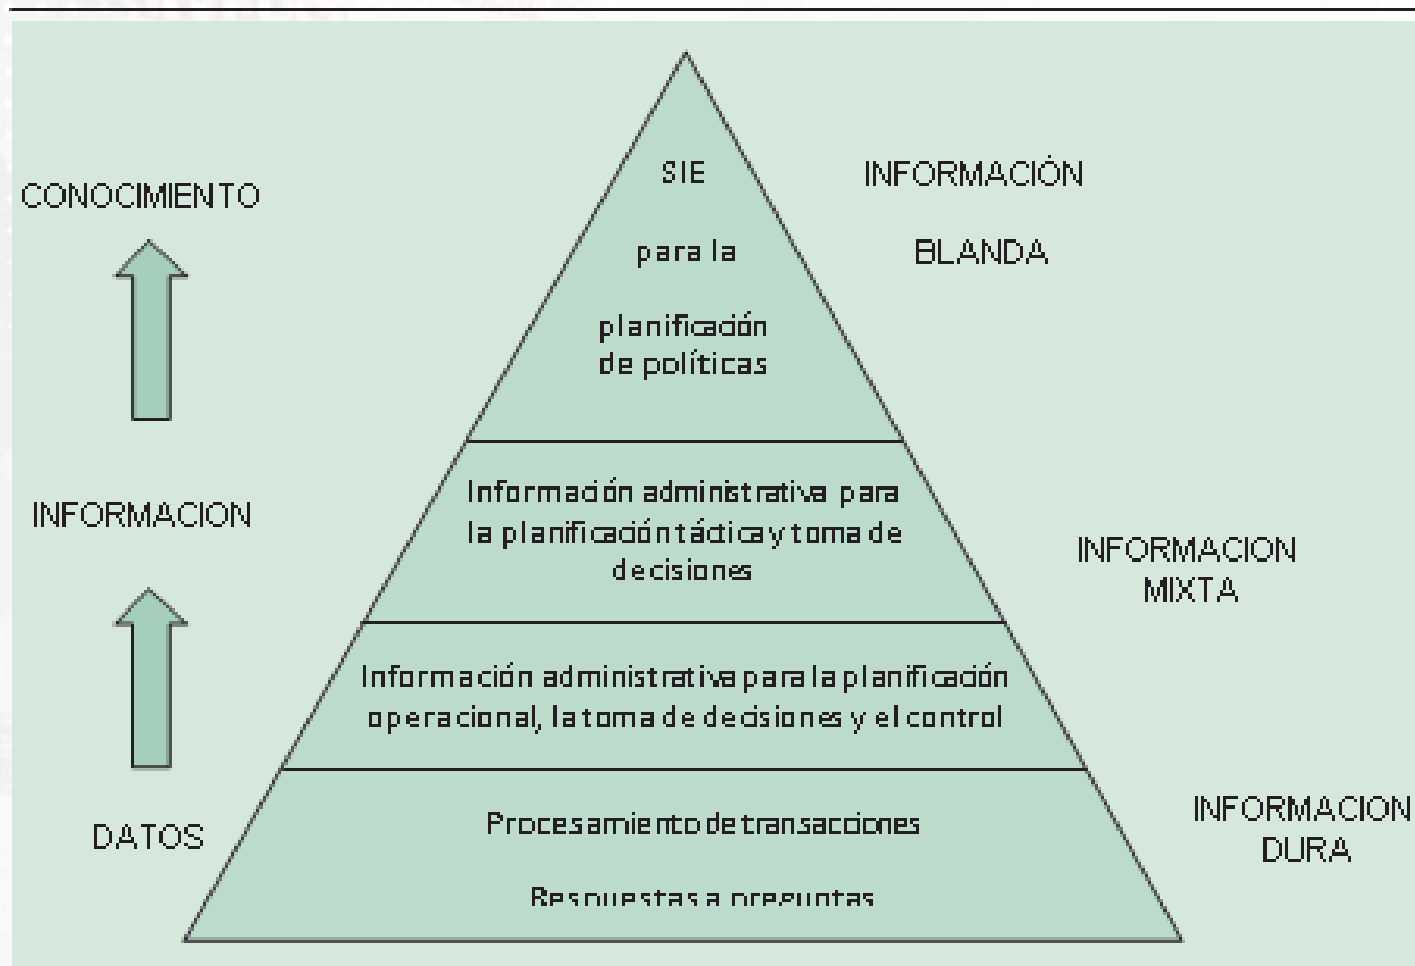 CONOCIMIENTO
INFORMACION
DATOS
SIE
para la
planificación
de políticas
Información administrativa para
la planificación táctica y toma de
decisiones
Información administrativa para la planificación
operacional, la toma de decisiones y el control
Procesamiento de transacciones
Respuestas a preguntas
INFORMACIÓN
BLANDA
INFORMACION
MIXTA
INFORMACION
DURA